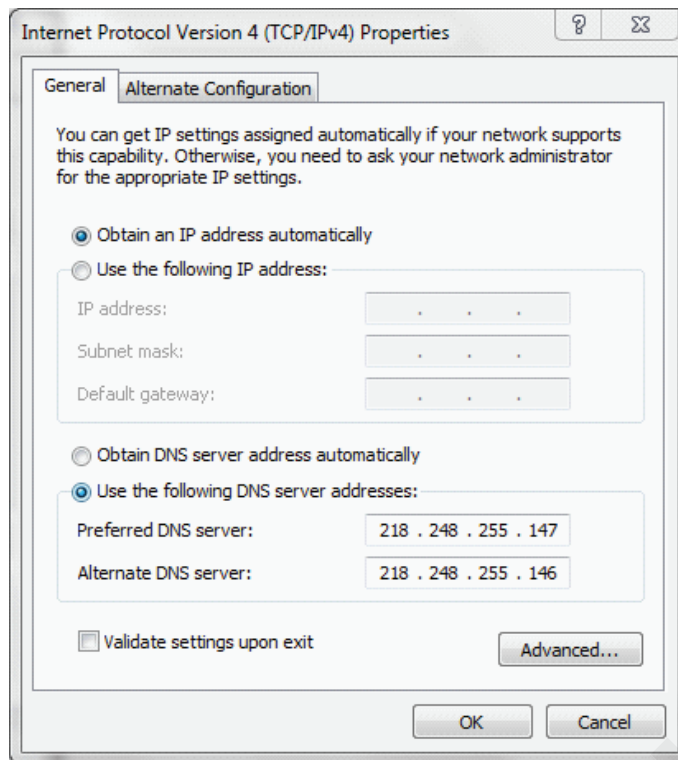 Internet Protocol Version 4 (TCP/IPv4) Properties
General
Alternate Configuration
You can get IP settings assigned automatically if your network supports
this capability. Otherwise, you need to ask your network administrator
for the appropriate IP settings.
Obtain an IP address automatically
Use the following IP address:
IP address: . . .
Subnet mask: . . .
Default gateway: . . .
Obtain DNS server address automatically
Use the following DNS server addresses:
Preferred DNS server: 218 . 248 . 255 . 147
Alternate DNS server: 218 . 248 . 255 . 146
Validate settings upon exit
Advanced...
OK Cancel